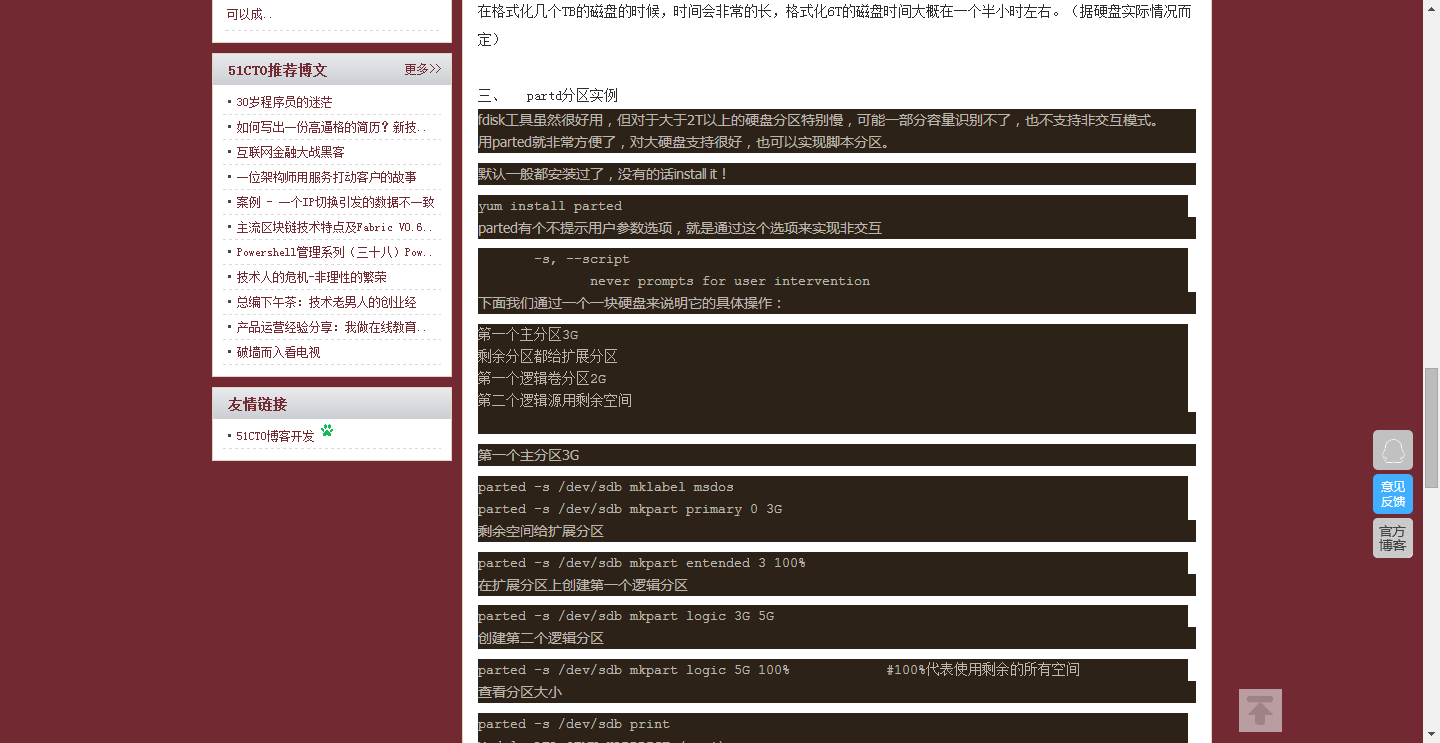 可以成..
51CTO推荐博文
更多>>
· 30岁程序员的迷茫
· 如何写出一份高逼格的简历？新技..
· 互联网金融大战黑客
· 一位架构师用服务打动客户的故事
· 案例 - 一个IP切换引发的数据不一致
· 主流区块链技术特点及Fabric V0.6..
· Powershell管理系列（三十八）Pow..
· 技术人的危机-非理性的繁荣
· 总编下午茶：技术老男人的创业经
· 产品运营经验分享：我做在线教育..
· 破墙而入看电视
友情链接
· 51CTO博客开发
在格式化几个TB的磁盘的时候，时间会非常的长，格式化6T的磁盘时间大概在一个半小时左右。（据硬盘实际情况而
定）
三、 partd分区实例
fdisk工具虽然很好用，但对于大于2T以上的硬盘分区特别慢，可能一部分容量识别不了，也不支持非交互模式。
用parted就非常方便了，对大硬盘支持很好，也可以实现脚本分区。
默认一般都安装过了，没有的话install it！
yum install parted
parted有个不提示用户参数选项，就是通过这个选项来实现非交互
-s, --script
never prompts for user intervention
下面我们通过一个一块硬盘来说明它的具体操作：
第一个主分区3G
剩余分区都给扩展分区
第一个逻辑卷分区2G
第二个逻辑源用剩余空间
第一个主分区3G
parted -s /dev/sdb mklabel msdos
parted -s /dev/sdb mkpart primary 0 3G
剩余空间给扩展分区
parted -s /dev/sdb mkpart entended 3 100%
在扩展分区上创建第一个逻辑分区
parted -s /dev/sdb mkpart logic 3G 5G
创建第二个逻辑分区
parted -s /dev/sdb mkpart logic 5G 100% #100%代表使用剩余的所有空间
查看分区大小
parted -s /dev/sdb print
意见
反馈
官方
博客